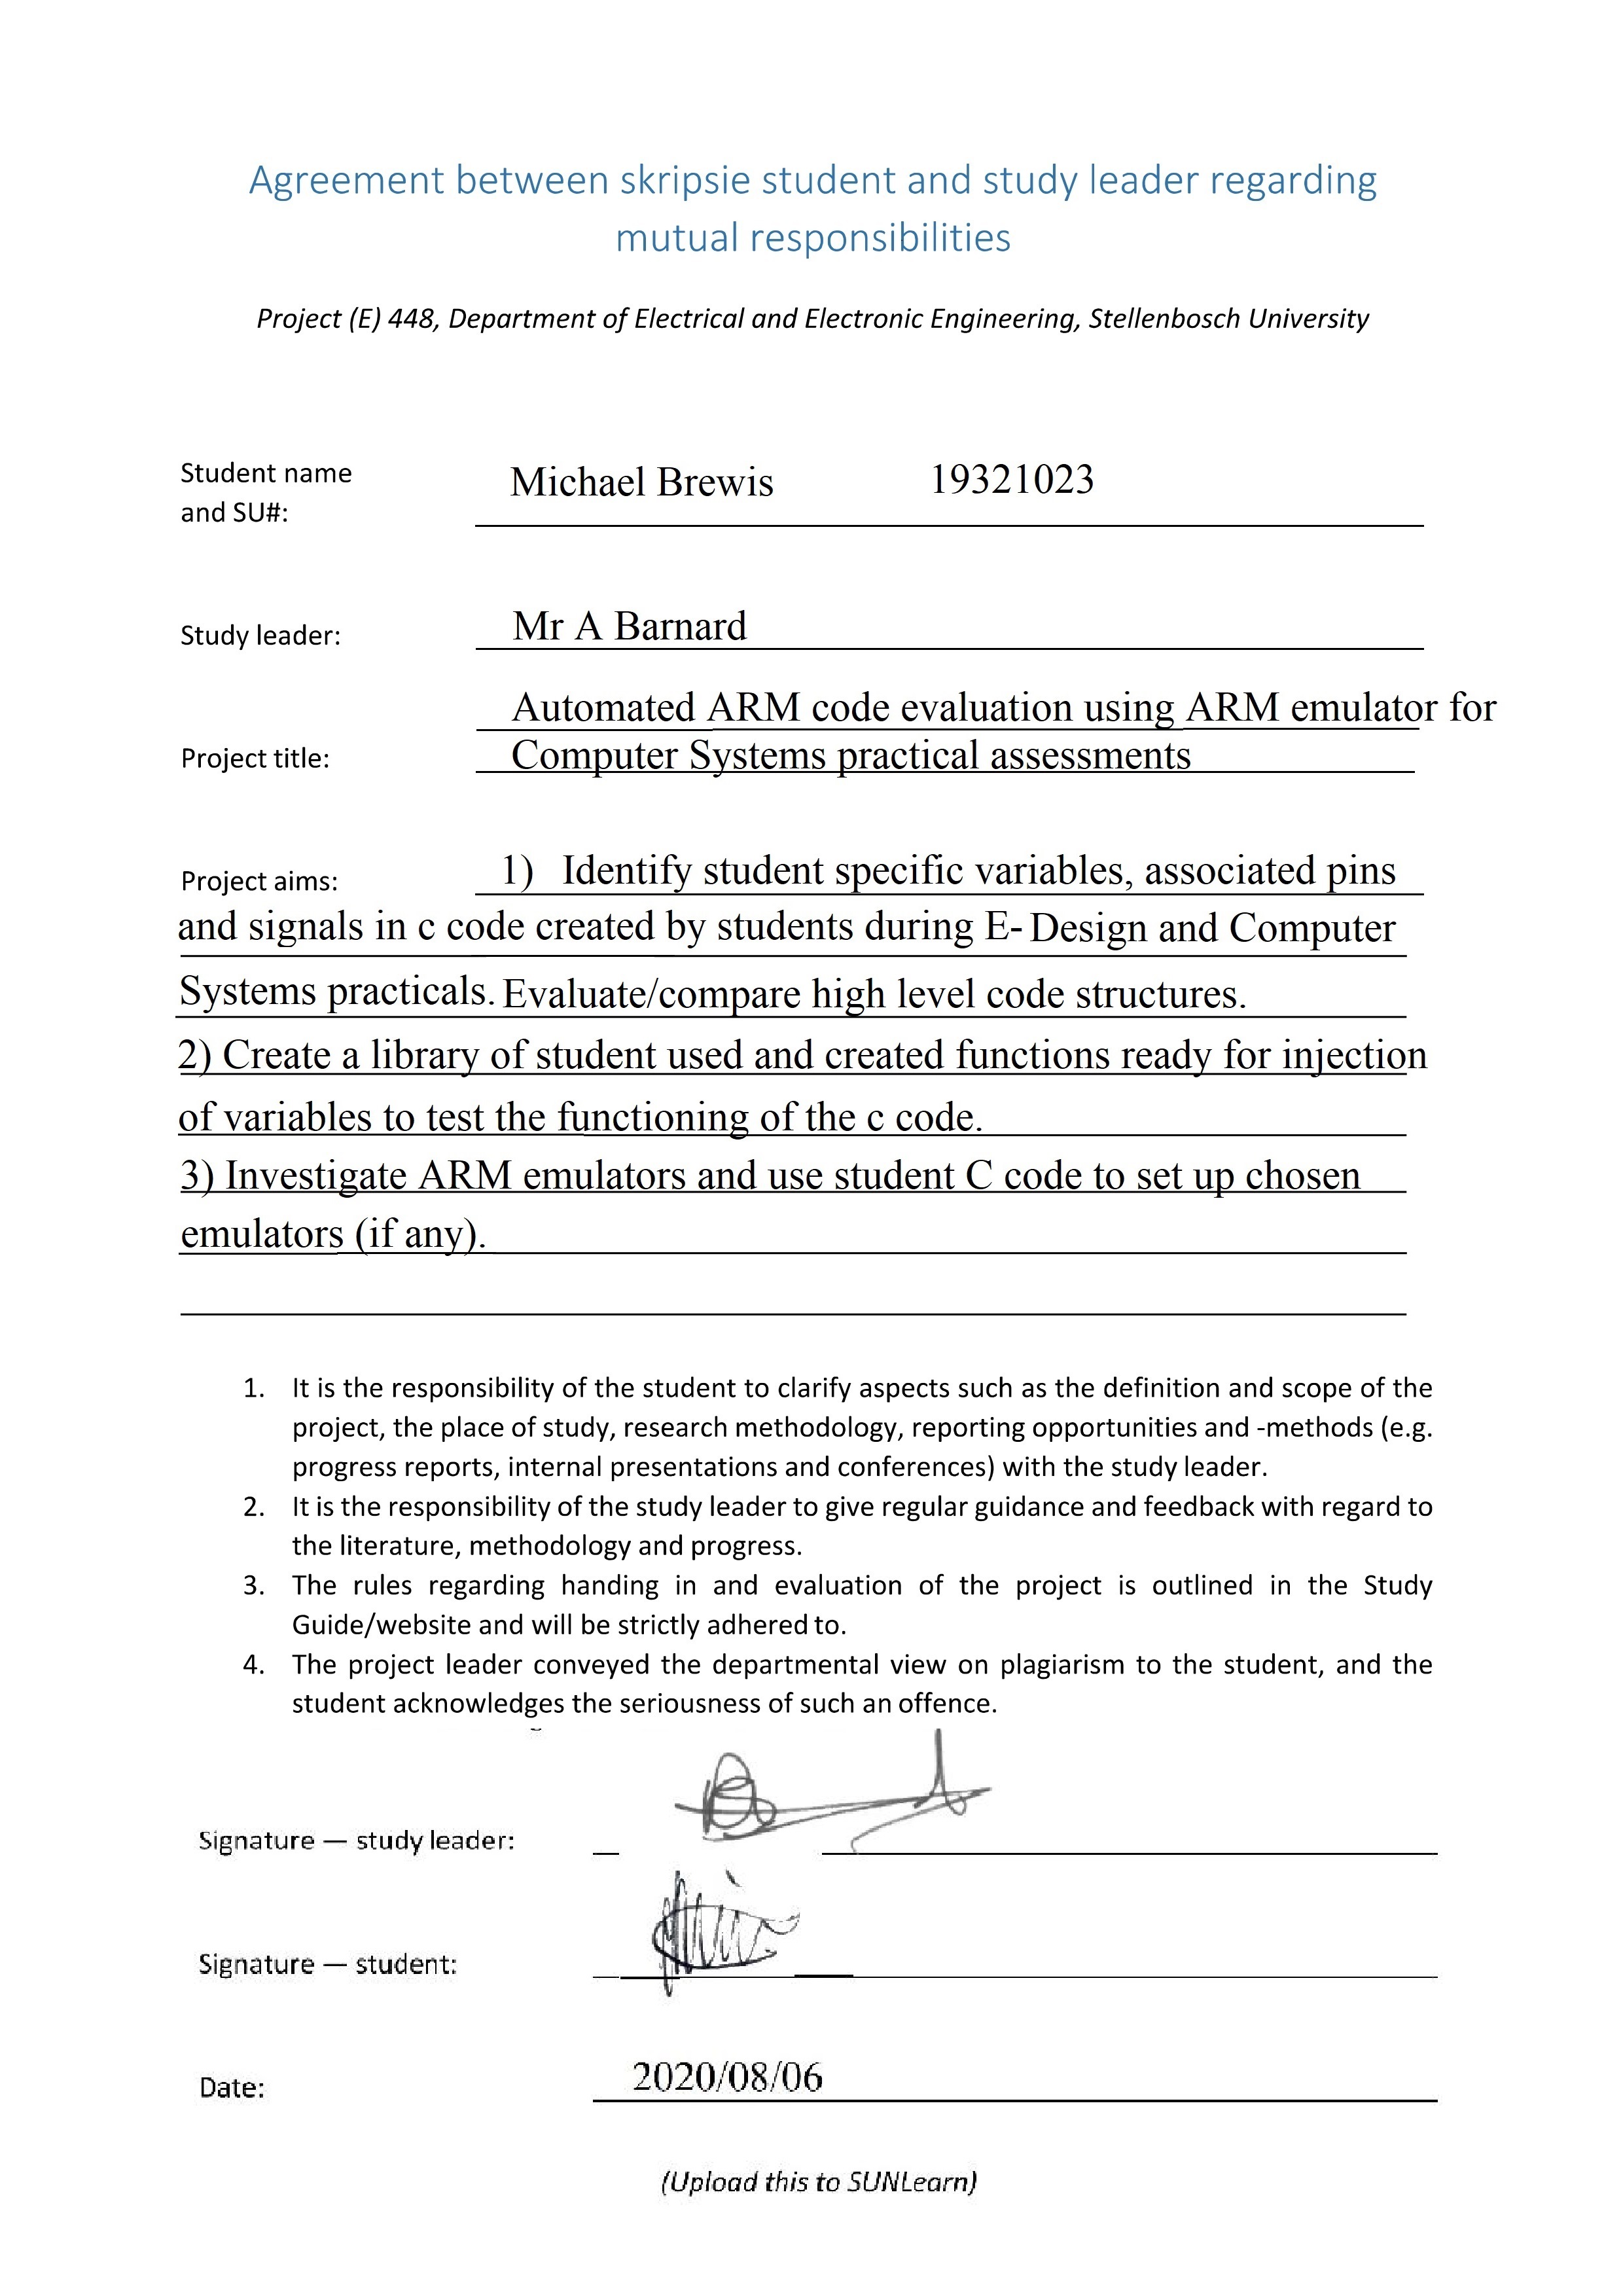 Agreement between skripsie student and study leader regarding
mutual responsibilities
Project (E) 448, Department of Electrical and Electronic Engineering, Stellenbosch University
Student name
and SU#:
Michael Brewis 19321023
Study leader: Mr A Barnard
Automated ARM code evaluation using ARM emulator for
Project title: Computer Systems practical assessments
Project aims: 1) Identify student specific variables, associated pins
and signals in c code created by students during E-Design and Computer
Systems practicals. Evaluate/compare high level code structures.
2) Create a library of student used and created functions ready for injection
of variables to test the functioning of the c code.
3) Investigate ARM emulators and use student C code to set up chosen
emulators (if any).
1. It is the responsibility of the student to clarify aspects such as the definition and scope of the
project, the place of study, research methodology, reporting opportunities and -methods (e.g.
progress reports, internal presentations and conferences) with the study leader.
2. It is the responsibility of the study leader to give regular guidance and feedback with regard to
the literature, methodology and progress.
3. The rules regarding handing in and evaluation of the project is outlined in the Study
Guide/website and will be strictly adhered to.
4. The project leader conveyed the departmental view on plagiarism to the student, and the
student acknowledges the seriousness of such an offence.
Signature — study leader:
Signature — student:
Date: 2020/08/06
(Upload this to SUNLearn)